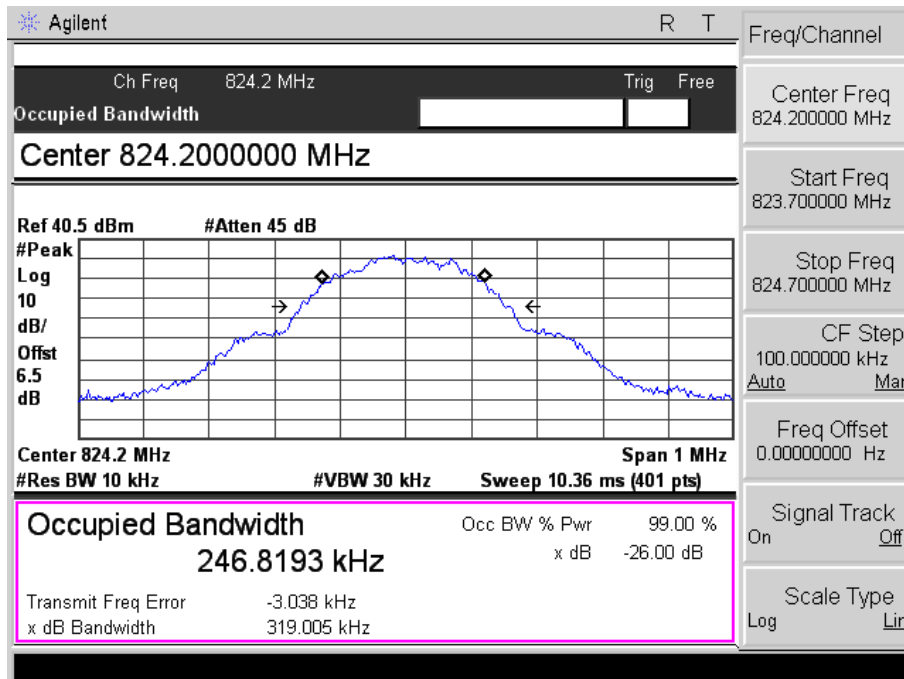 Agilent R T
Ch Freq 824.2 MHz Trig Free
Occupied Bandwidth
Center 824.2000000 MHz
Ref 40.5 dBm #Atten 45 dB
#Peak
Log
10
dB/
Offset
6.5
dB
Center 824.2 MHz Span 1 MHz
#Res BW 10 kHz #VBW 30 kHz Sweep 10.36 ms (401 pts)
Occupied Bandwidth
246.8193 kHz
Occ BW % Pwr 99.00 %
x dB -26.00 dB
Transmit Freq Error -3.038 kHz
x dB Bandwidth 319.005 kHz
Freq/Channel
Center Freq
824.200000 MHz
Start Freq
823.700000 MHz
Stop Freq
824.700000 MHz
CF Step
100.000000 kHz
Auto Man
Freq Offset
0.00000000 Hz
Signal Track
On Off
Scale Type
Log Lin